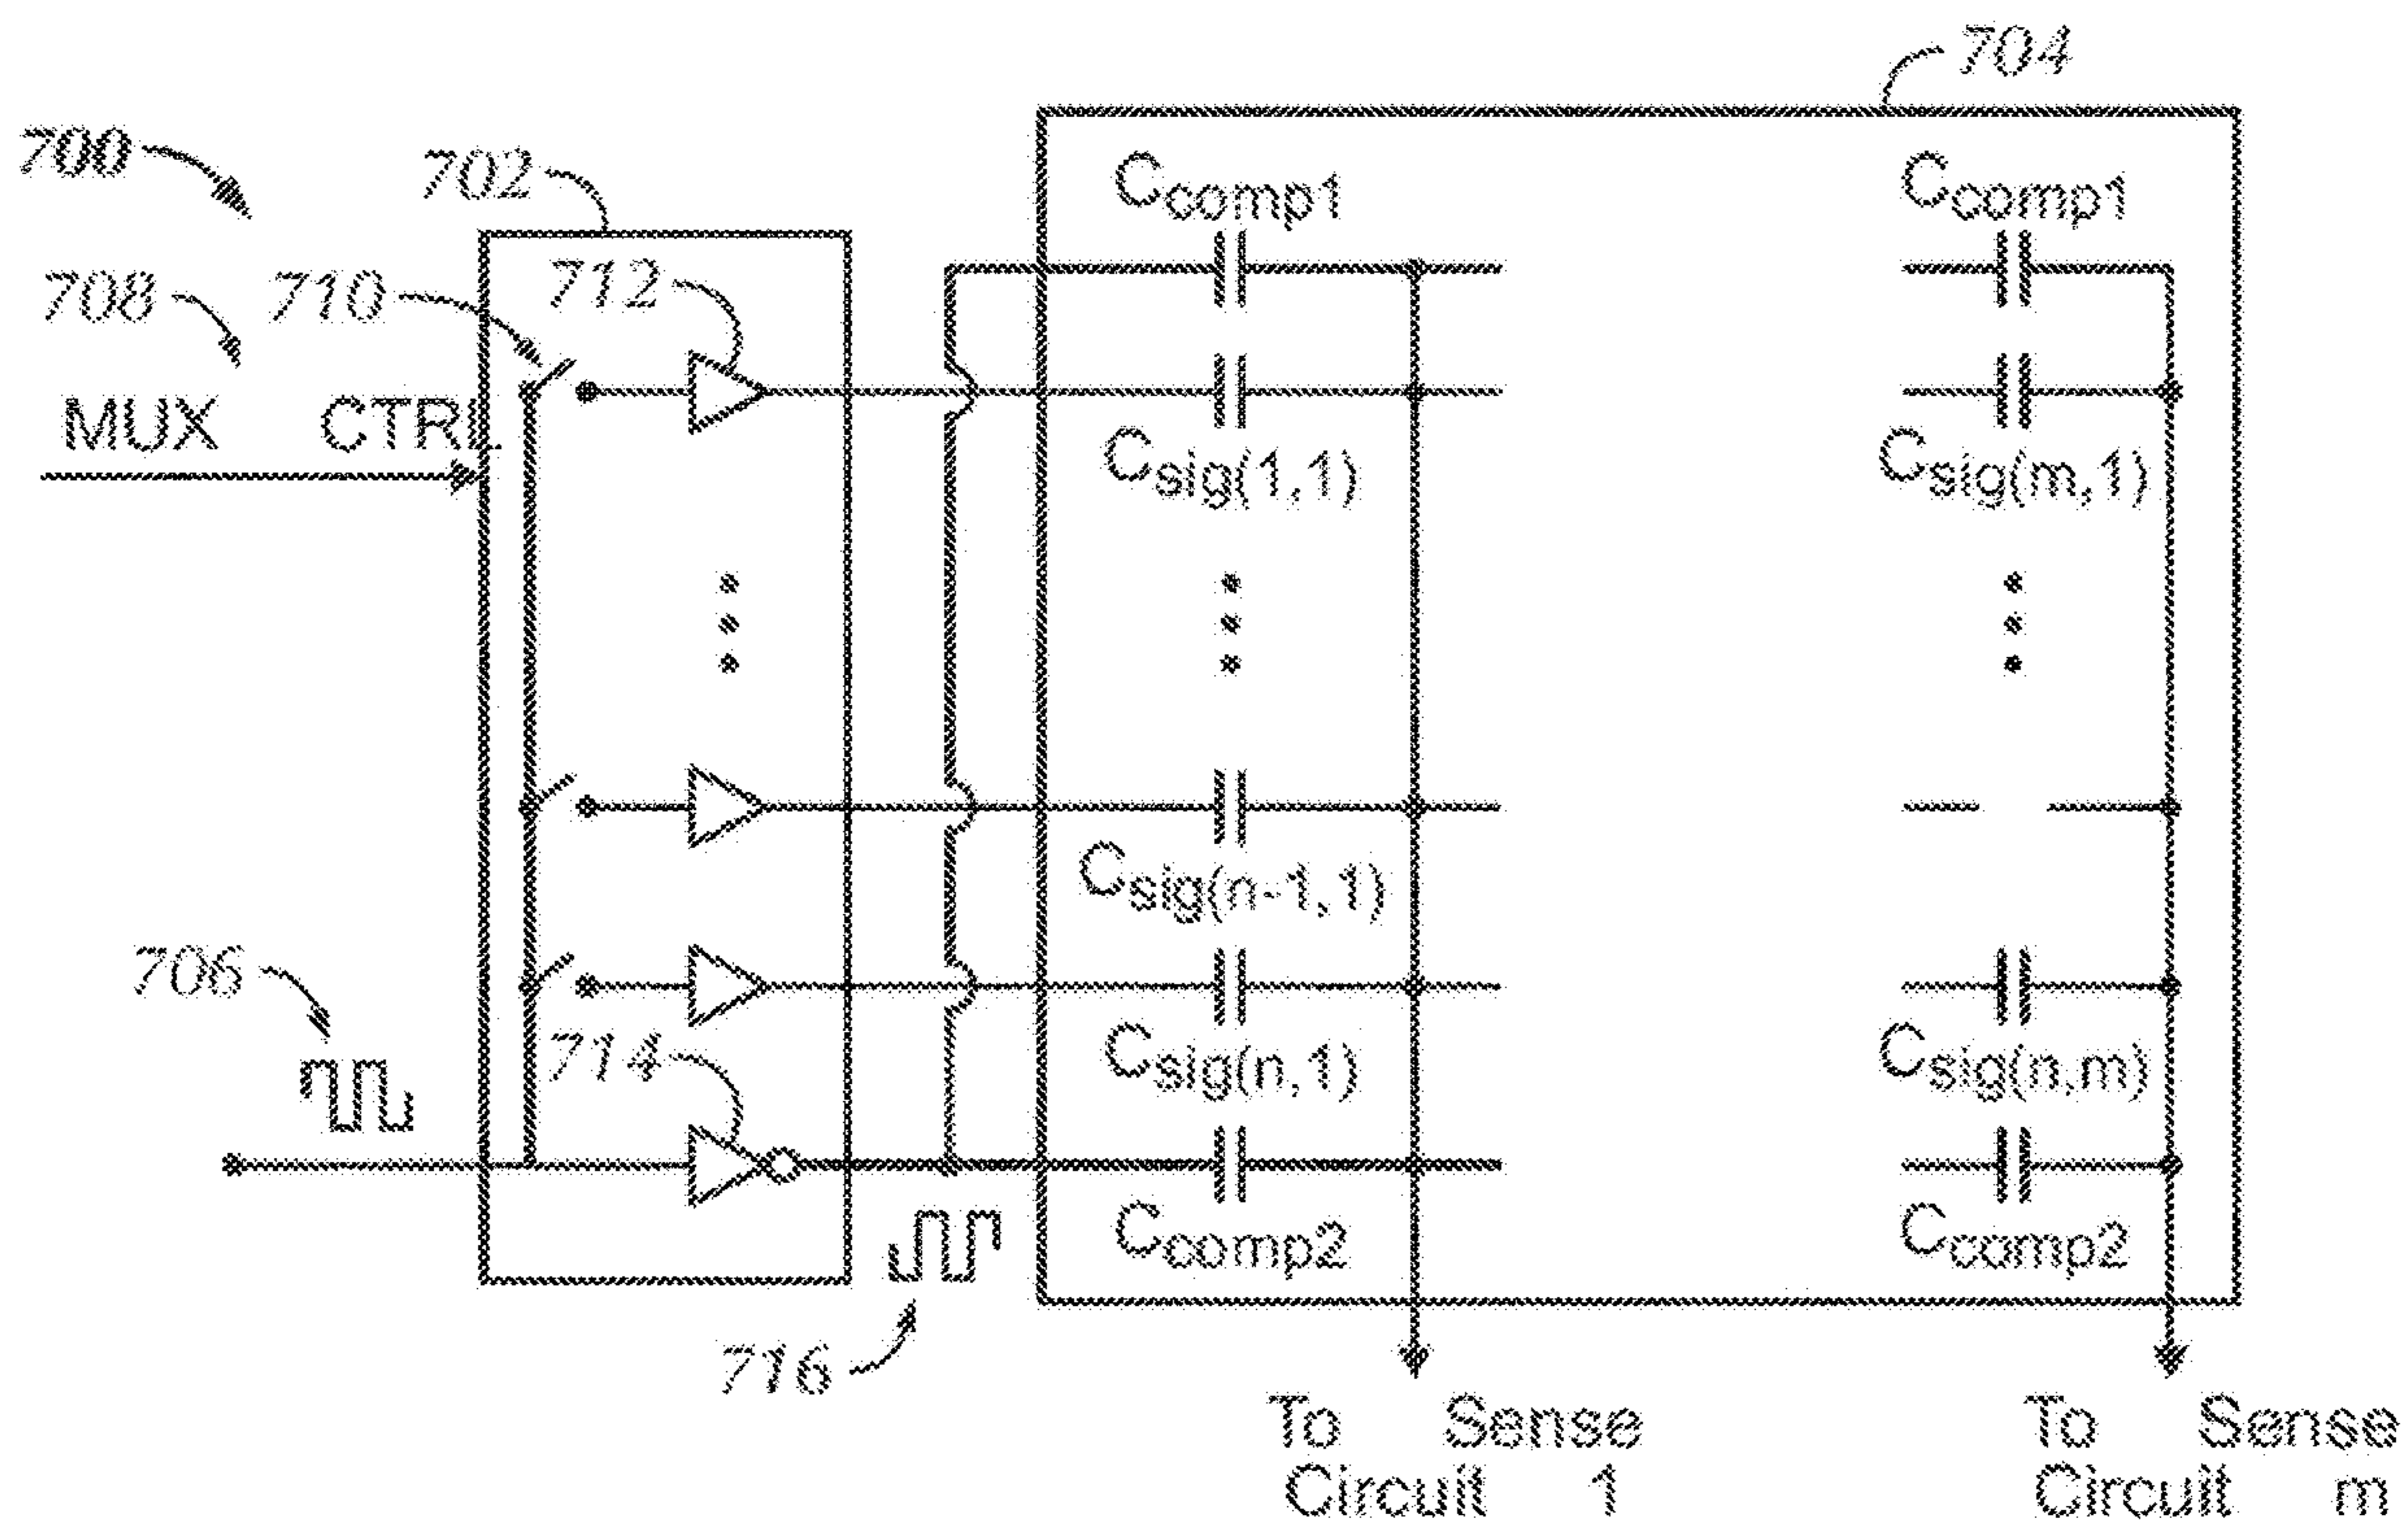 704
700
702
Ccomp1 Ccomp1
708 710 712
MUX CTRL
Csig(1,1) Csig(m,1)
Csig(n-1,1)
706
714
Csig(n,1) Csig(n,m)
Ccomp2 Ccomp2
716
To Sense
Circuit 1
To Sense
Circuit m